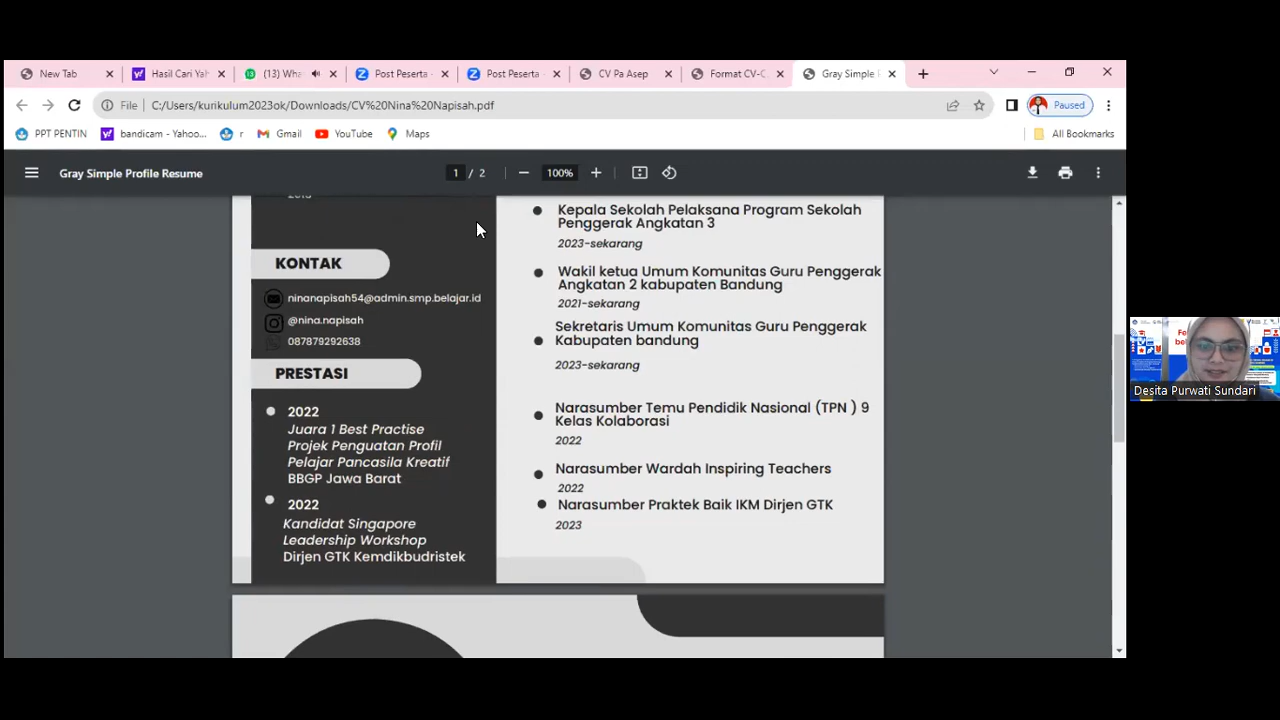 New Tab
Hasil Cari Yah
(13) Wha
Post Peserta -
Post Peserta -
CV Pa Asep
Format CV-C
Gray Simple
File
C:/Users/kurikulum2023ok/Downloads/CV%20Nina%20Napisah.pdf
Paused
PPT PENTIN
bandicam - Yahoo...
r
Gmail
YouTube
Maps
All Bookmarks
Gray Simple Profile Resume
1 / 2
100%
KONTAK
ninanapisah54@admin.smp.belajar.id
@nina.napisah
087879292638
PRESTASI
2022
Juara 1 Best Practise
Projek Penguatan Profil
Pelajar Pancasila Kreatif
BBGP Jawa Barat
2022
Kandidat Singapore
Leadership Workshop
Dirjen GTK Kemdikbudristek
Kepala Sekolah Pelaksana Program Sekolah
Penggerak Angkatan 3
2023-sekarang
Wakil ketua Umum Komunitas Guru Penggerak
Angkatan 2 kabupaten Bandung
2021-sekarang
Sekretaris Umum Komunitas Guru Penggerak
Kabupaten bandung
2023-sekarang
Narasumber Temu Pendidik Nasional (TPN ) 9
Kelas Kolaborasi
2022
Narasumber Wardah Inspiring Teachers
2022
Narasumber Praktek Baik IKM Dirjen GTK
2023
Desita Purwati Sundari